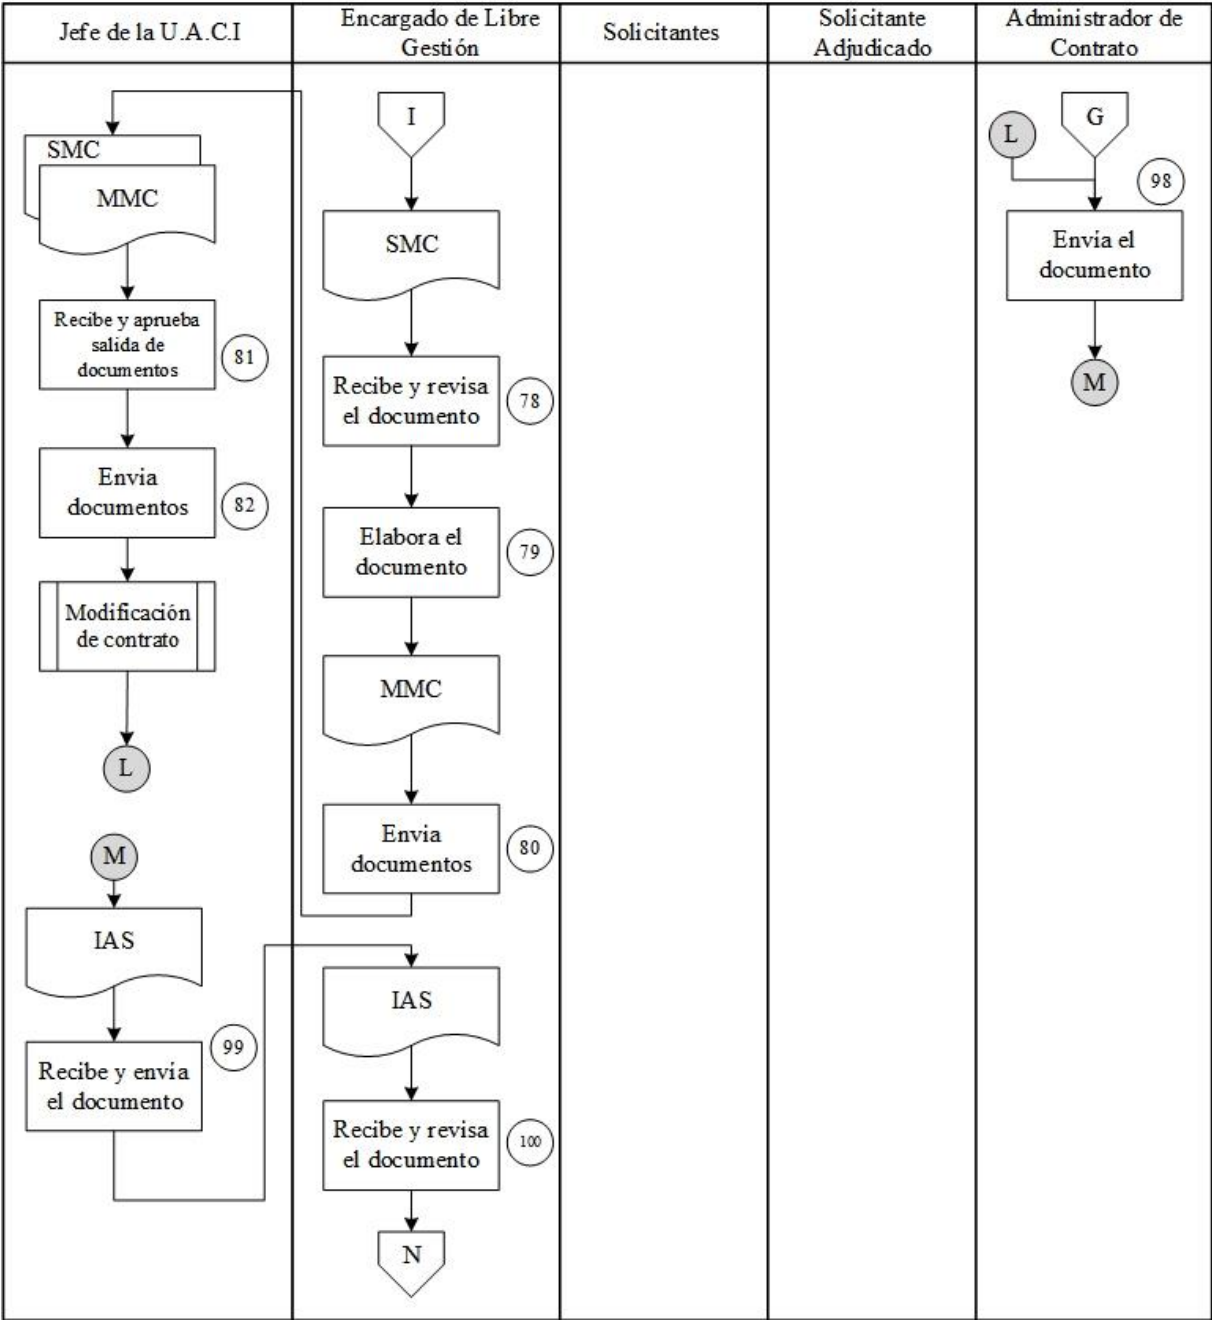 Jefe de la U.A.C.I
Encargado de Libre
Gestión
Solicitantes
Solicitante
Adjudicado
Administrador de
Contrato
SMC
MMC
Recibe y aprueba
salida de
documentos
81
Envia
documentos
82
Modificación
de contrato
L
M
IAS
99
Recibe y envía
el documento
I
SMC
Recibe y revisa
el documento
78
Elabora el
documento
79
MMC
Envia
documentos
80
IAS
Recibe y revisa
el documento
100
N
L
G
98
Envía el
documento
M